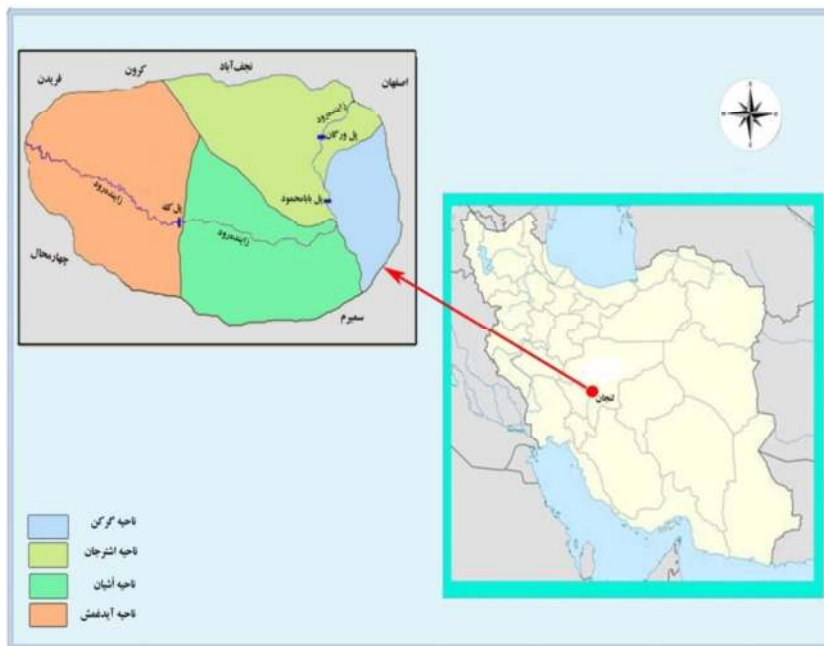 فریدن
کرون
نجف‌آباد
اصفهان
زاینده‌رود
پل ورگان
پل بابامحمود
زاینده‌رود
پل کله
زاینده‌رود
چهارمحال
سمیرم
لنجان
ناحیه گرکن
ناحیه اشترجان
ناحیه آشیان
ناحیه آیدغمش